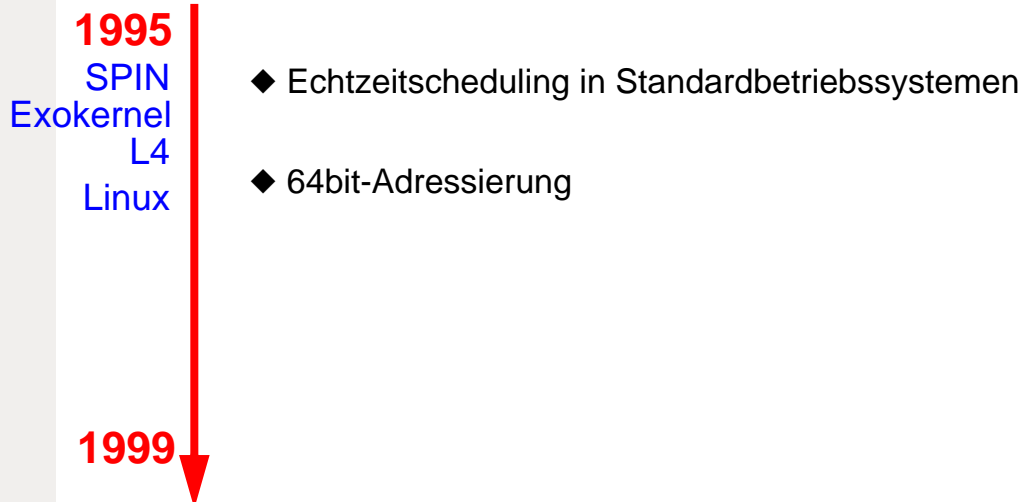 1995
SPIN
Exokernel
L4
Linux
◆ Echtzeitscheduling in Standardbetriebssystemen
◆ 64bit-Adressierung
1999